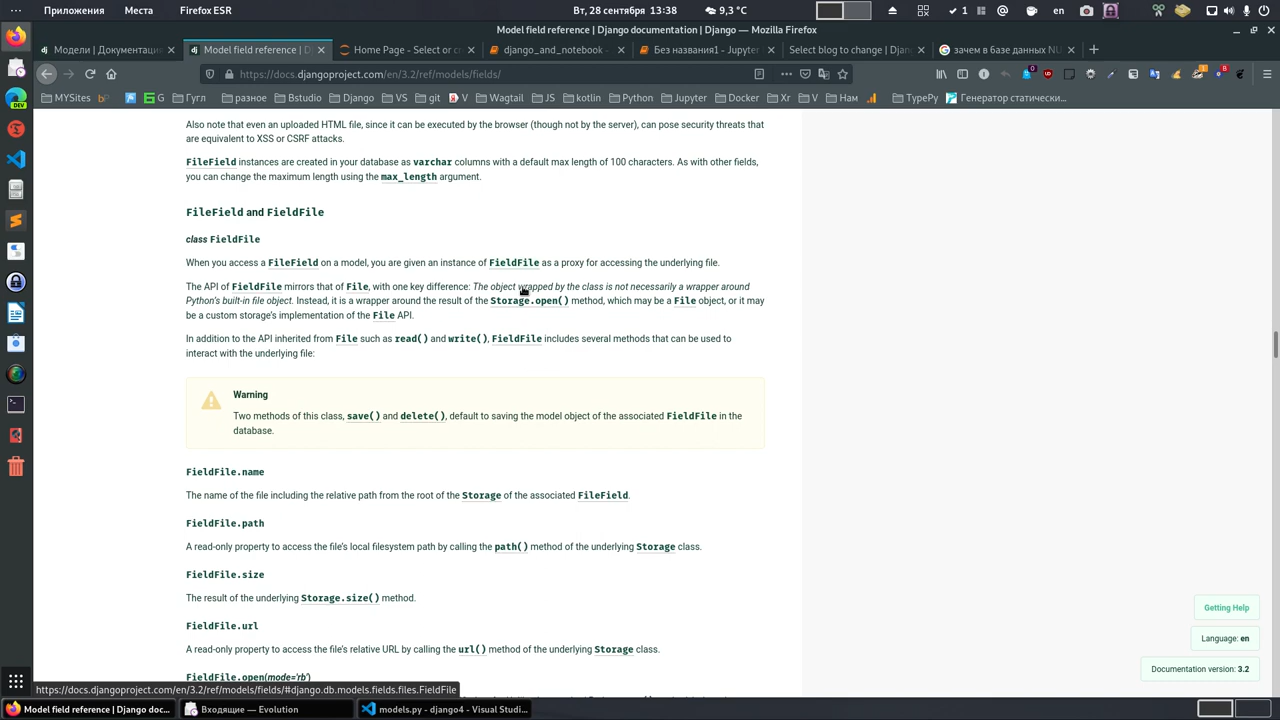 Приложения Места Firefox ESR Вт, 28 сентября 13:38 9,3 °C 1 en
Model field reference | Django documentation | Django — Mozilla Firefox
Модели | Документаци Model field reference | D Home Page - Select or cr django_and_notebook - Без названия1 - Jupyter Select blog to change | Djan зачем в базе данных NU
https://docs.djangoproject.com/en/3.2/ref/models/fields/
MYSites bP G Гугл разное Bstudio Django VS git V Wagtail JS kotlin Python Jupyter Docker Xr V Нам TypePy Генератор статически...
Also note that even an uploaded HTML file, since it can be executed by the browser (though not by the server), can pose security threats that
are equivalent to XSS or CSRF attacks.
FileField instances are created in your database as varchar columns with a default max length of 100 characters. As with other fields,
you can change the maximum length using the max_length argument.
FileField and FieldFile
class FieldFile
When you access a FileField on a model, you are given an instance of FieldFile as a proxy for accessing the underlying file.
The API of FieldFile mirrors that of File, with one key difference: The object wrapped by the class is not necessarily a wrapper around
Python's built-in file object. Instead, it is a wrapper around the result of the Storage.open() method, which may be a File object, or it may
be a custom storage's implementation of the File API.
In addition to the API inherited from File such as read() and write(), FieldFile includes several methods that can be used to
interact with the underlying file:
Warning
Two methods of this class, save() and delete(), default to saving the model object of the associated FieldFile in the
database.
FieldFile.name
The name of the file including the relative path from the root of the Storage of the associated FileField.
FieldFile.path
A read-only property to access the file's local filesystem path by calling the path() method of the underlying Storage class.
FieldFile.size
The result of the underlying Storage.size() method.
FieldFile.url
A read-only property to access the file's relative URL by calling the url() method of the underlying Storage class.
FieldFile.open(mode='rb')
Getting Help
Language: en
Documentation version: 3.2
https://docs.djangoproject.com/en/3.2/ref/models/fields/#django.db.models.fields.files.FieldFile
Model field reference | Django doc... Входящие — Evolution models.py - django4 - Visual Studi...